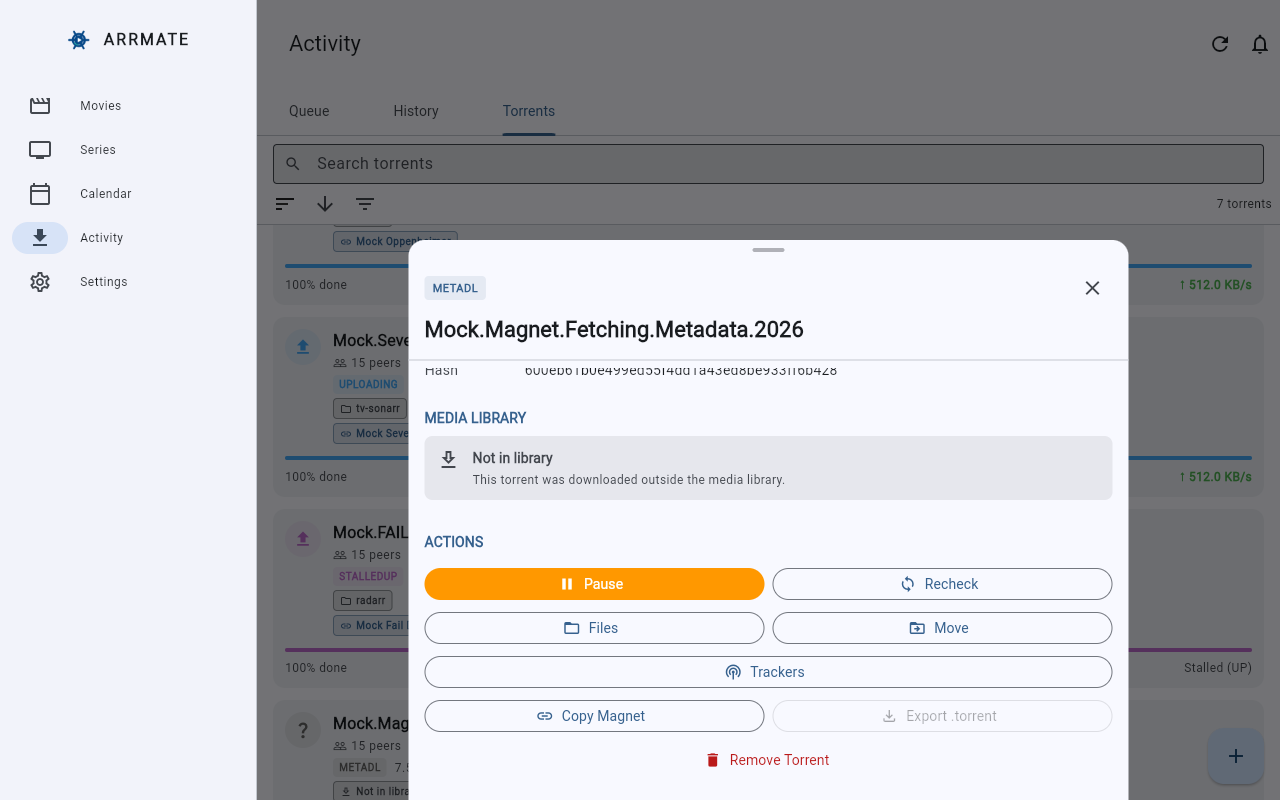 ARRMATE
Movies
Series
Calendar
Activity
Settings
Activity
Queue History Torrents
Search torrents
7 torrents
Mock Oppenheimer
100% done
↑ 512.0 KB/s
Mock.Seve
15 peers
UPLOADING
tv-sonarr
Mock Seve
100% done
↑ 512.0 KB/s
Mock.FAIL
15 peers
STALLEDUP
radarr
Mock Fail
100% done
Stalled (UP)
?
Mock.Mag
15 peers
METADL 7.5
Not in libra
METADL
Mock.Magnet.Fetching.Metadata.2026
Hash 600eb61b0e499ed55f4dd1a43ed8be933ff6b428
MEDIA LIBRARY
Not in library
This torrent was downloaded outside the media library.
ACTIONS
Pause Recheck
Files Move
Trackers
Copy Magnet Export .torrent
Remove Torrent